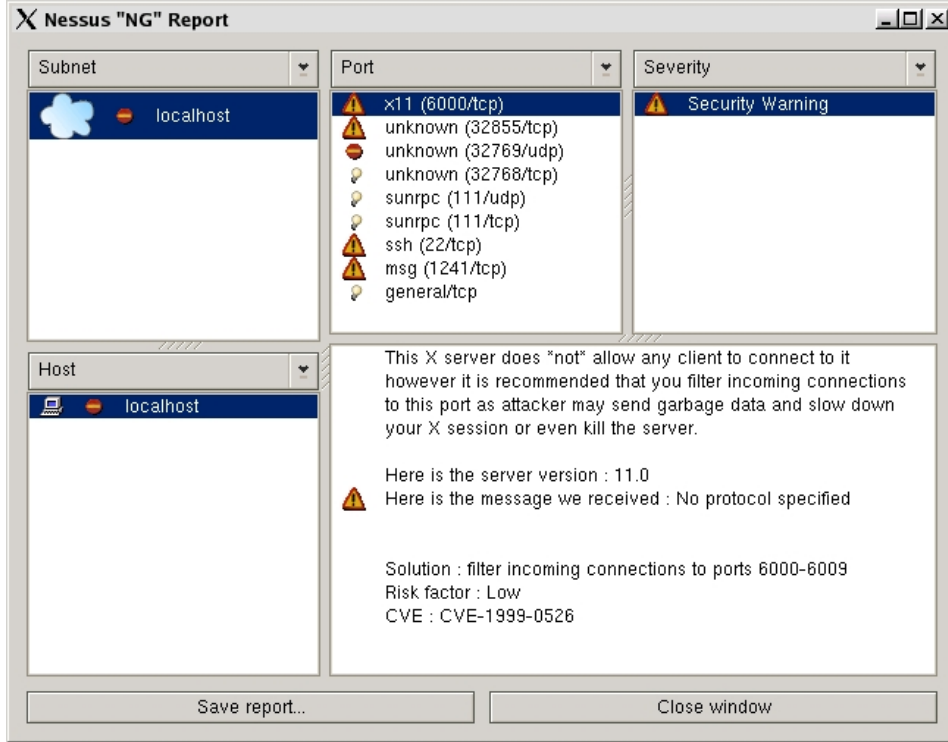 Nessus "NG" Report
Subnet
localhost
Port
x11 (6000/tcp)
unknown (32855/tcp)
unknown (32769/udp)
unknown (32768/tcp)
sunrpc (111/udp)
sunrpc (111/tcp)
ssh (22/tcp)
msg (1241/tcp)
general/tcp
Severity
Security Warning
Host
localhost
This X server does *not* allow any client to connect to it
however it is recommended that you filter incoming connections
to this port as attacker may send garbage data and slow down
your X session or even kill the server.
Here is the server version : 11.0
Here is the message we received : No protocol specified
Solution : filter incoming connections to ports 6000-6009
Risk factor : Low
CVE : CVE-1999-0526
Save report...
Close window